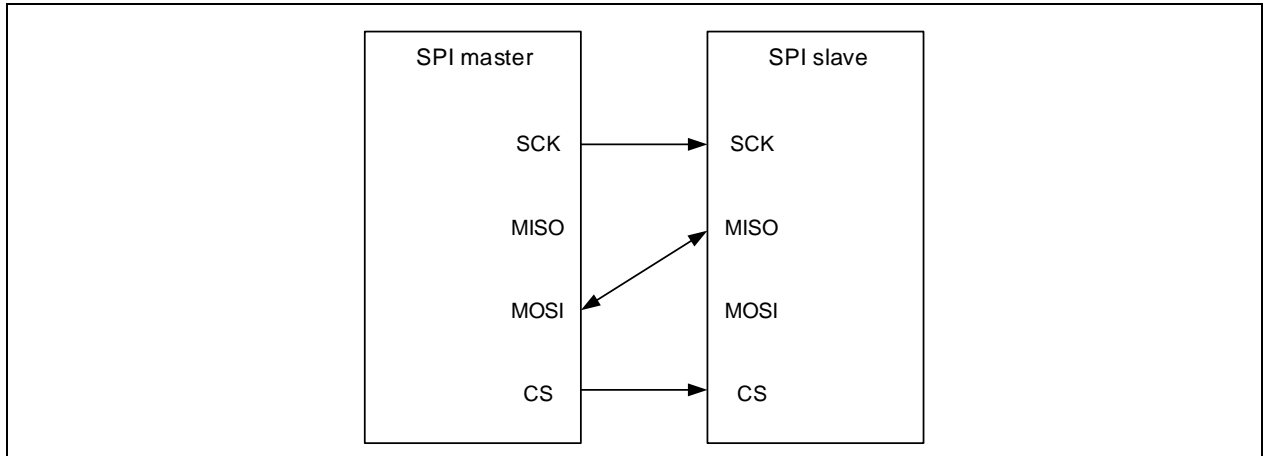 SPI master
SPI slave
SCK
SCK
MISO
MISO
MOSI
MOSI
CS
CS